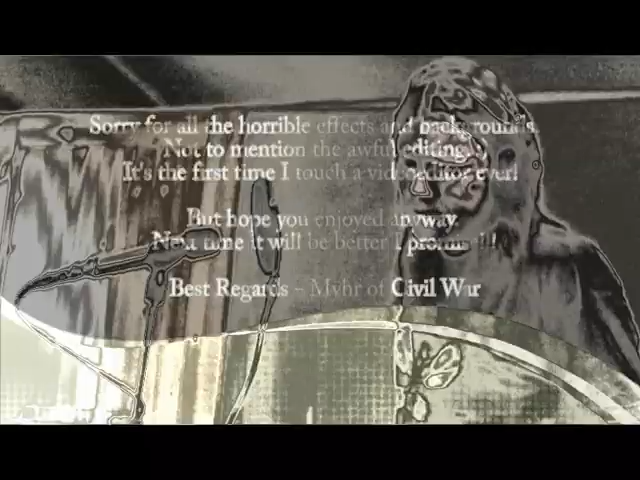 Sorry for all the horrible effects and backgrounds.
Not to mention the awful editing.
It's the first time I touch a videoeditor ever!
But hope you enjoyed anyway.
Next time it will be better I promise!!!
Best Regards - Myhr of Civil War